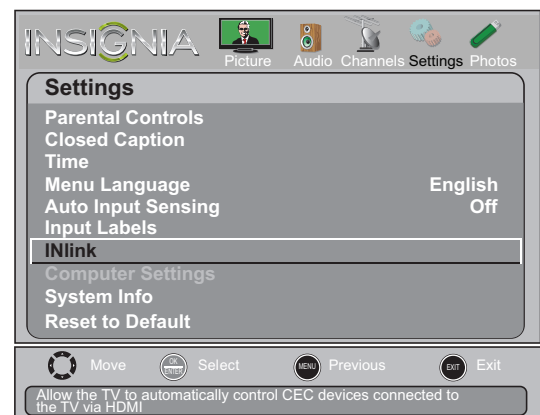 INSIGNIA
Picture Audio Channels Settings Photos
Settings
Parental Controls
Closed Caption
Time
Menu Language English
Auto Input Sensing Off
Input Labels
INlink
Computer Settings
System Info
Reset to Default
Move OK ENTER Select MENU Previous EXIT Exit
Allow the TV to automatically control CEC devices connected to
the TV via HDMI